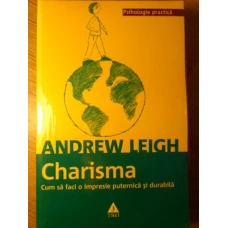 Psihologie practică
ANDREW LEIGH
Charisma
Cum să faci o impresie puternică și durabilă